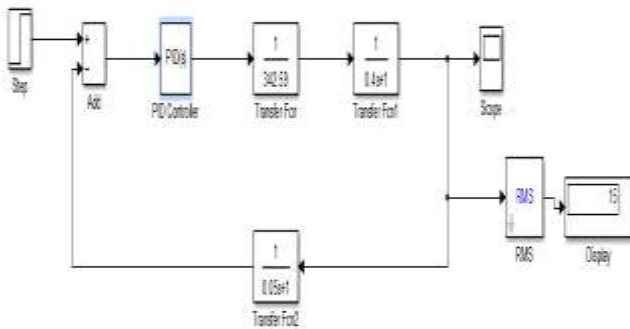 +
-
Step
Add
PID(s)
PID Controller
1
342.53
Transfer Fcn
1
0.4s+1
Transfer Fcn1
Scope
RMS
RMS
15
Display
1
0.05s+1
Transfer Fcn2